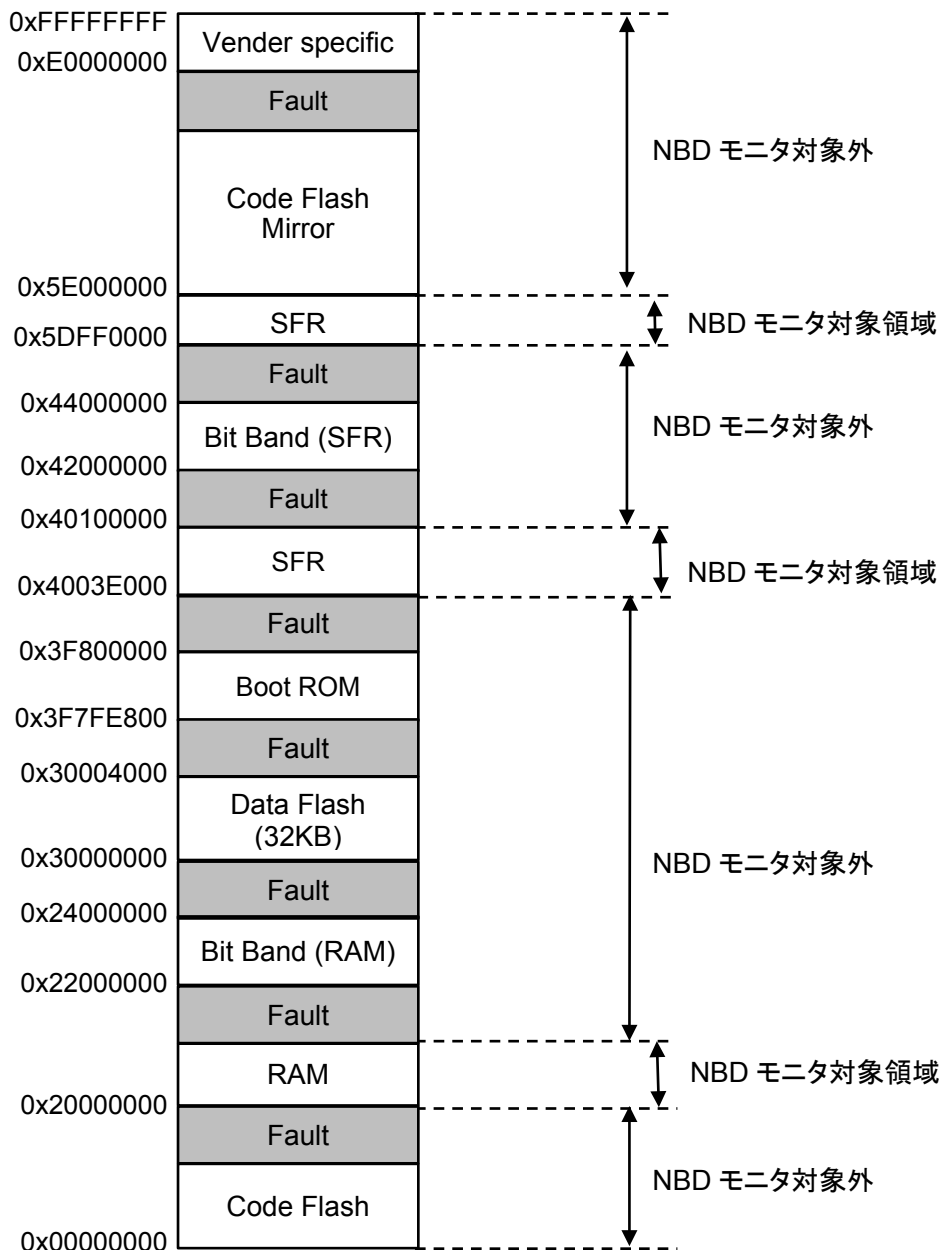 0xFFFFFFFF
Vender specific
0xE0000000
Fault
NBD モニタ対象外
Code Flash
Mirror
0x5E000000
SFR
NBD モニタ対象領域
0x5DFF0000
Fault
0x44000000
Bit Band (SFR)
NBD モニタ対象外
0x42000000
Fault
0x40100000
SFR
NBD モニタ対象領域
0x4003E000
Fault
0x3F800000
Boot ROM
0x3F7FE800
Fault
0x30004000
Data Flash
(32KB)
0x30000000
NBD モニタ対象外
Fault
0x24000000
Bit Band (RAM)
0x22000000
Fault
RAM
NBD モニタ対象領域
0x20000000
Fault
NBD モニタ対象外
Code Flash
0x00000000